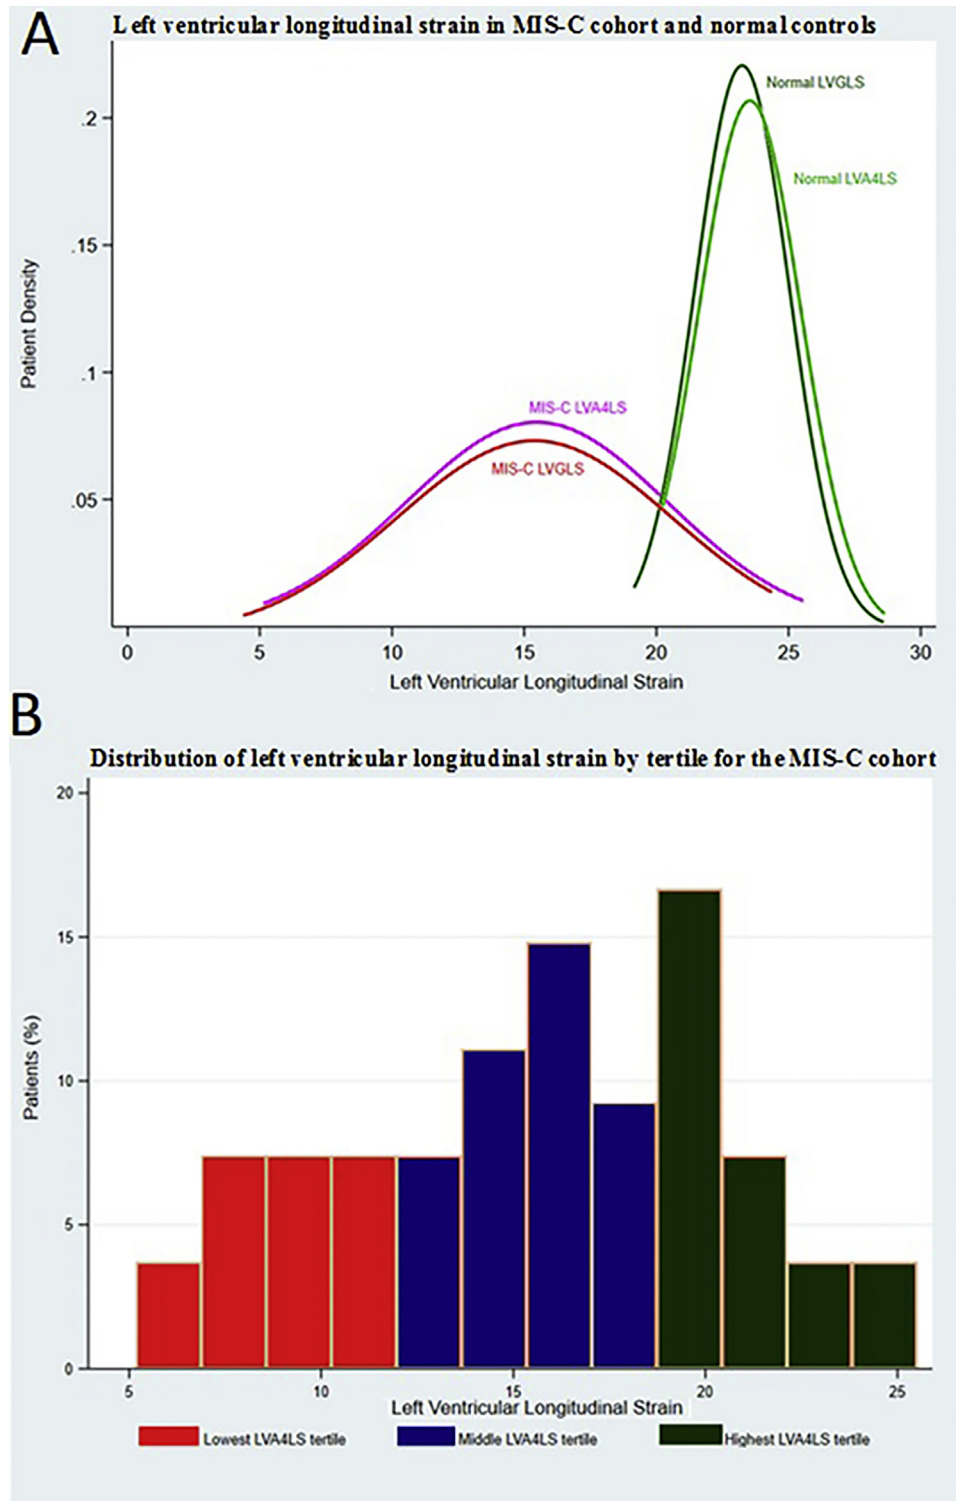 A
Left ventricular longitudinal strain in MIS-C cohort and normal controls
Normal LVGLS
.2
Normal LVA4LS
.15
Patient Density
.1
MIS-C LVA4LS
MIS-C LVGLS
.05
0 5 10 15 20 25 30
Left Ventricular Longitudinal Strain
B
Distribution of left ventricular longitudinal strain by tertile for the MIS-C cohort
20
15
Patients (%)
10
5
0
5 10 15 20 25
Left Ventricular Longitudinal Strain
Lowest LVA4LS tertile Middle LVA4LS tertile Highest LVA4LS tertile